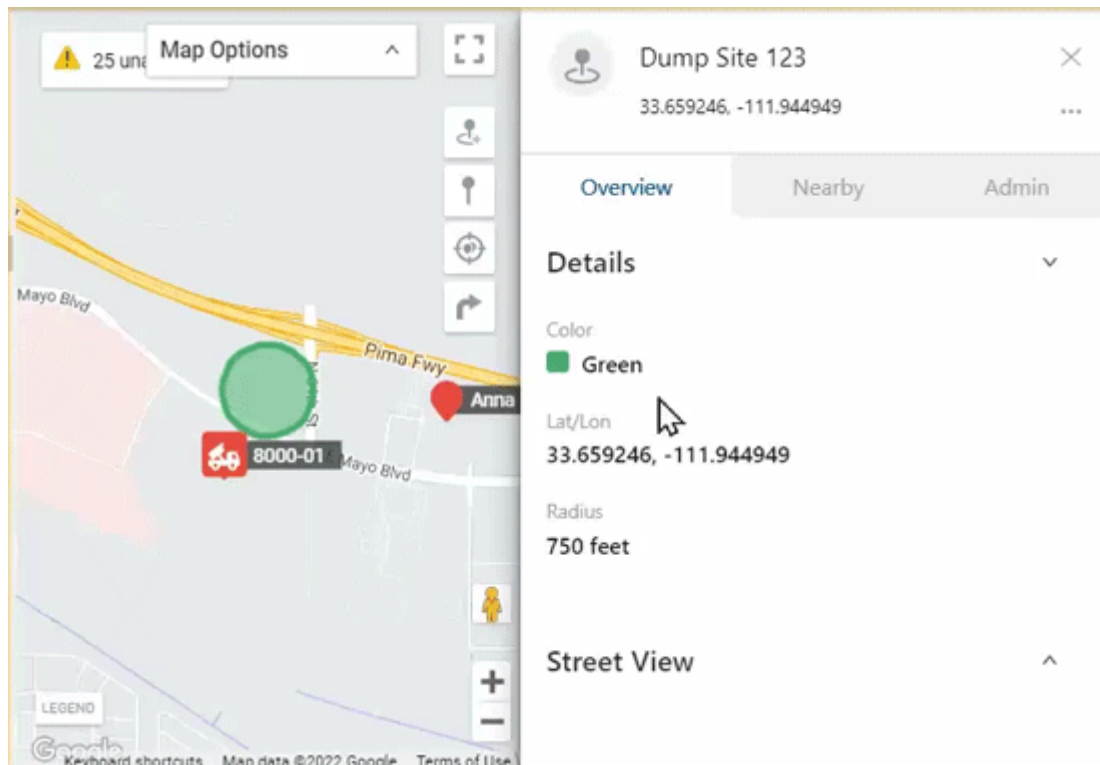 25 una
Map Options
Mayo Blvd
Pima Fwy
Anna
8000-01
Mayo Blvd
LEGEND
Google
Keyboard shortcuts
Map data ©2022 Google
Terms of Use
Dump Site 123
33.659246, -111.944949
...
Overview
Nearby
Admin
Details
Color
Green
Lat/Lon
33.659246, -111.944949
Radius
750 feet
Street View